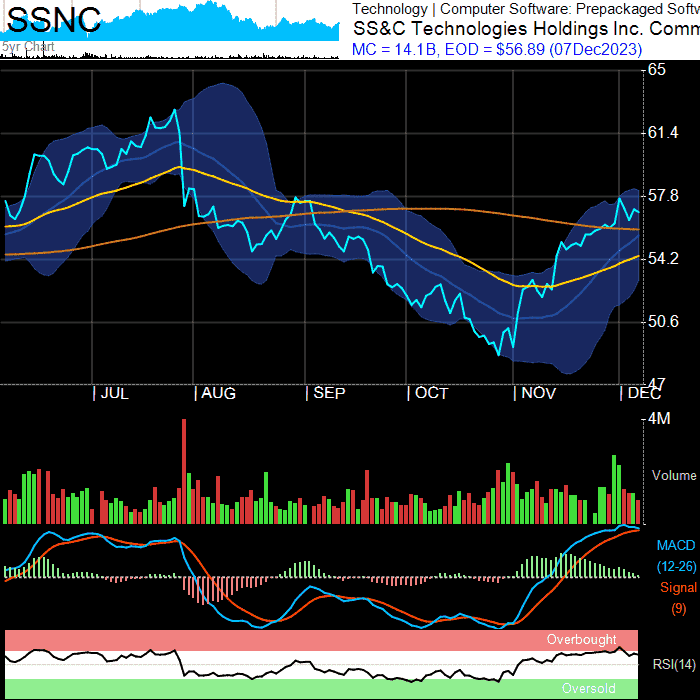 SSNC
5yr Chart
Technology | Computer Software: Prepackaged Softw
SS&C Technologies Holdings Inc. Comm
MC = 14.1B, EOD = $56.89 (07Dec2023)
65
61.4
57.8
54.2
50.6
47
JUL
AUG
SEP
OCT
NOV
DEC
4M
Volume
MACD
(12-26)
Signal
(9)
Overbought
RSI(14)
Oversold